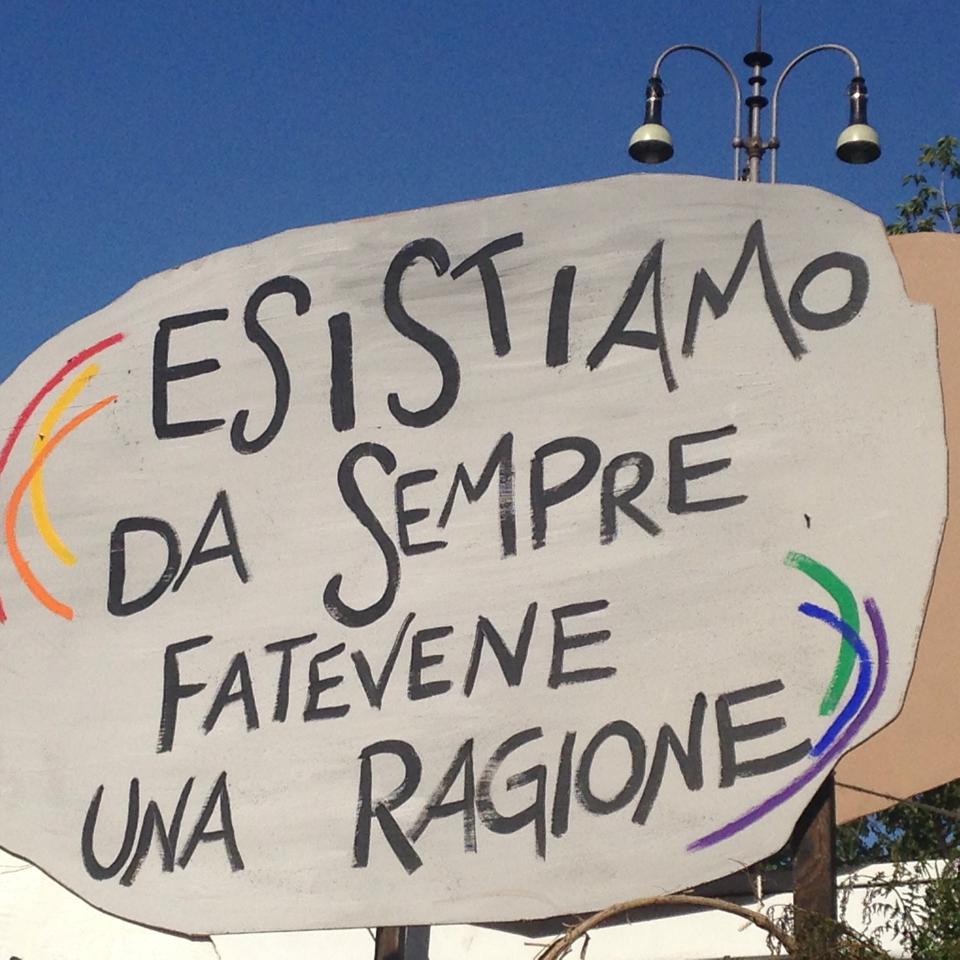 ESISTIAMO
DA SEMPRE
FATEVENE
UNA RAGIONE